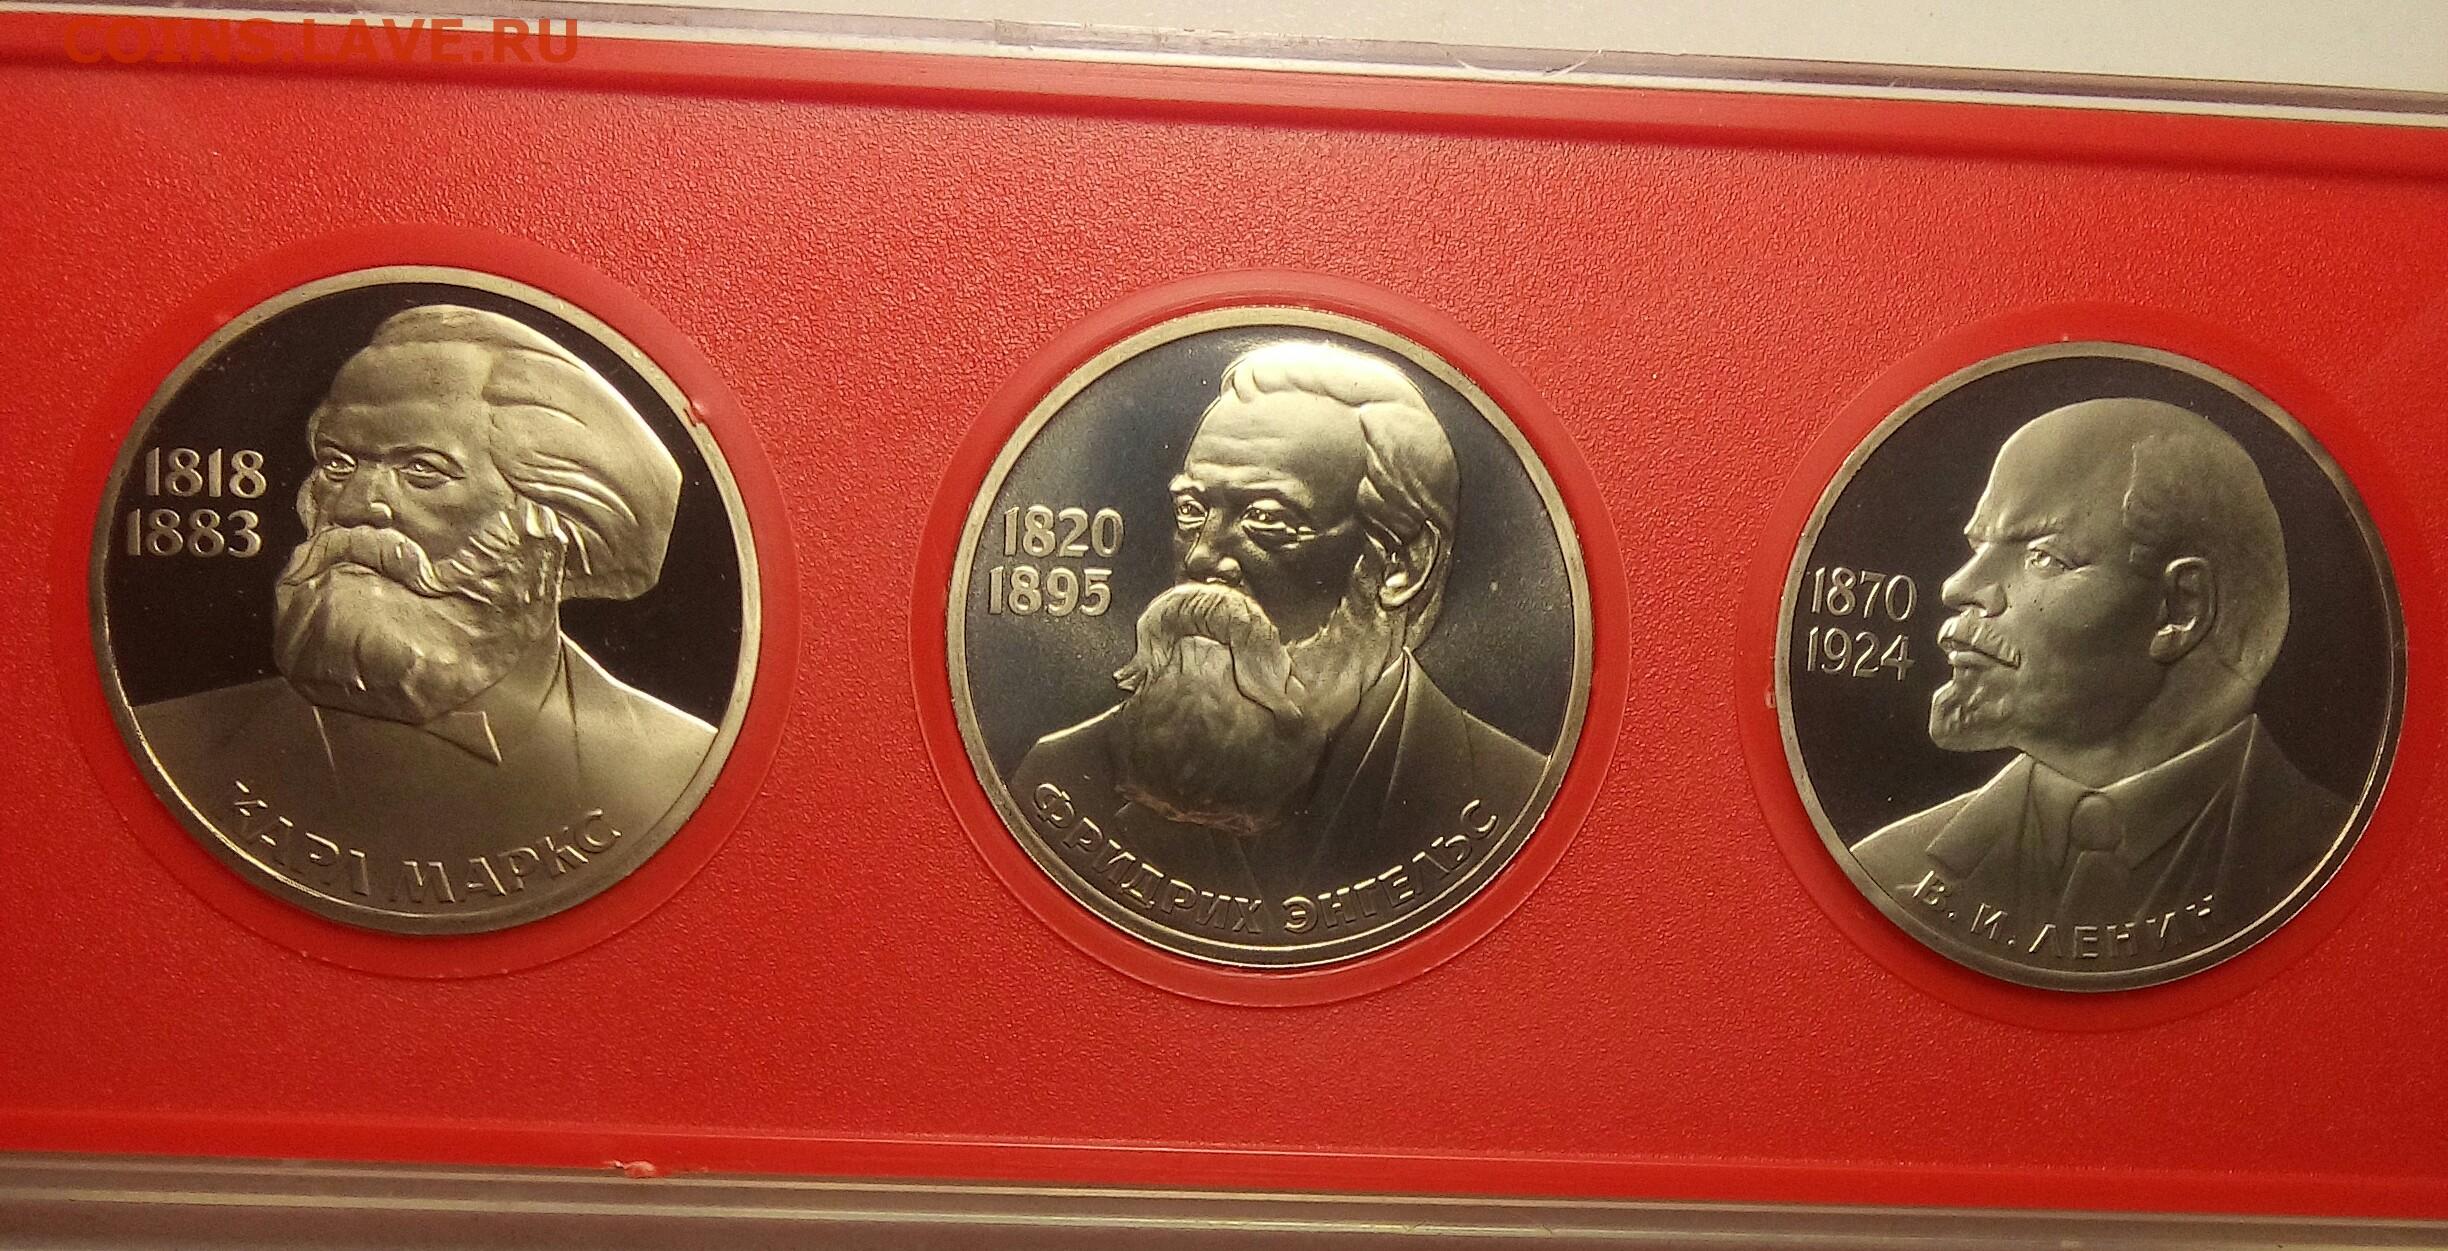 COINS.LAVE.RU
1818
1883
КАРЛ МАРКС
1820
1895
ФРИДРИХ ЭНГЕЛЬС
1870
1924
В. И. ЛЕНИН